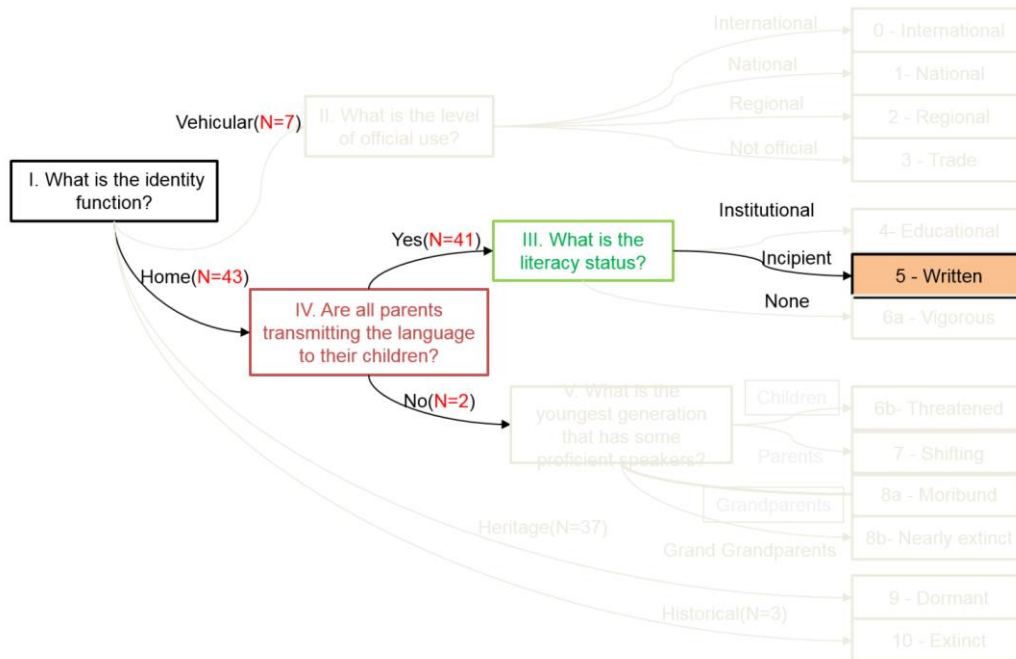 International
0 - International
National
1- National
Regional
2 - Regional
Not official
3 - Trade
Vehicular(N=7)
II. What is the level
of official use?
I. What is the identity
function?
Institutional
4- Educational
Yes(N=41)
III. What is the
literacy status?
Incipient
5 - Written
Home(N=43)
None
6a - Vigorous
IV. Are all parents
transmitting the language
to their children?
No(N=2)
V. What is the
youngest generation
that has some
proficient speakers?
Children
6b- Threatened
Parents
7 - Shifting
Grandparents
8a - Moribund
Grand Grandparents
8b- Nearly extinct
Heritage(N=37)
9 - Dormant
Historical(N=3)
10 - Extinct